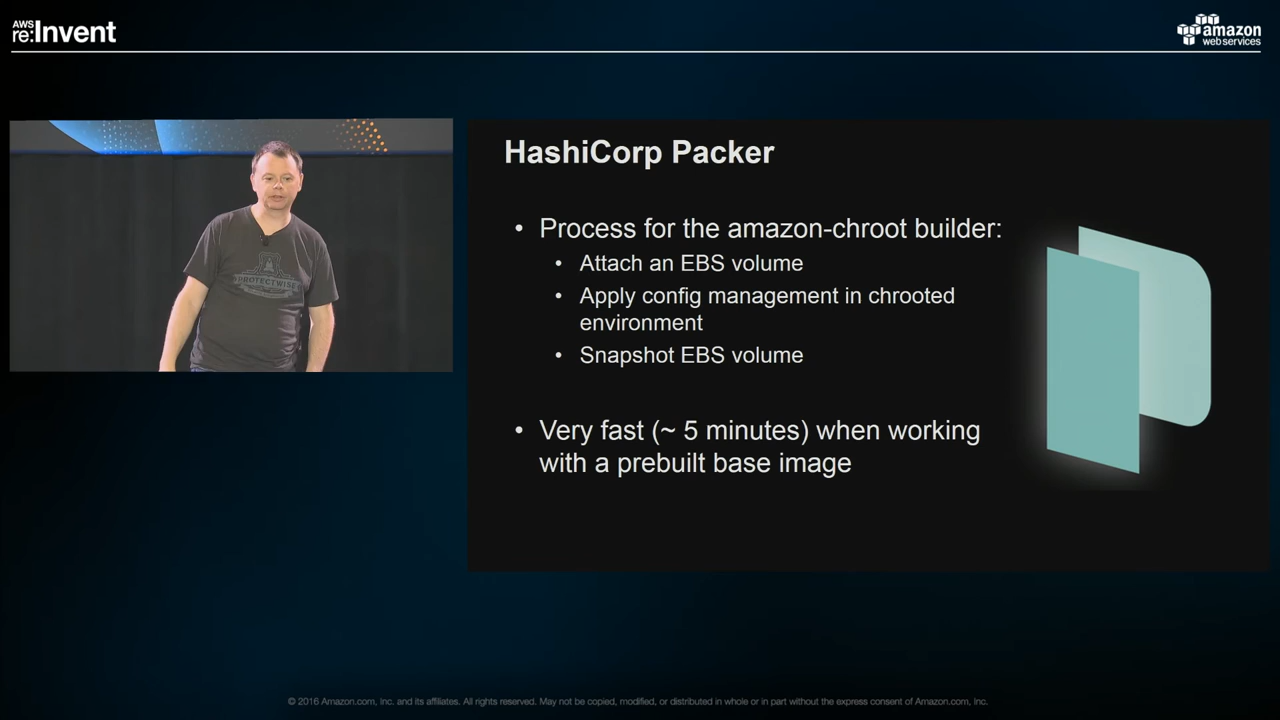 AWS
re:Invent
amazon
web services
PROTECTWISE
HashiCorp Packer
• Process for the amazon-chroot builder:
• Attach an EBS volume
• Apply config management in chrooted
environment
• Snapshot EBS volume
• Very fast (~ 5 minutes) when working
with a prebuilt base image
© 2016 Amazon.com, Inc. and its affiliates. All rights reserved. May not be copied, modified, or distributed in whole or in part without the express consent of Amazon.com, Inc.